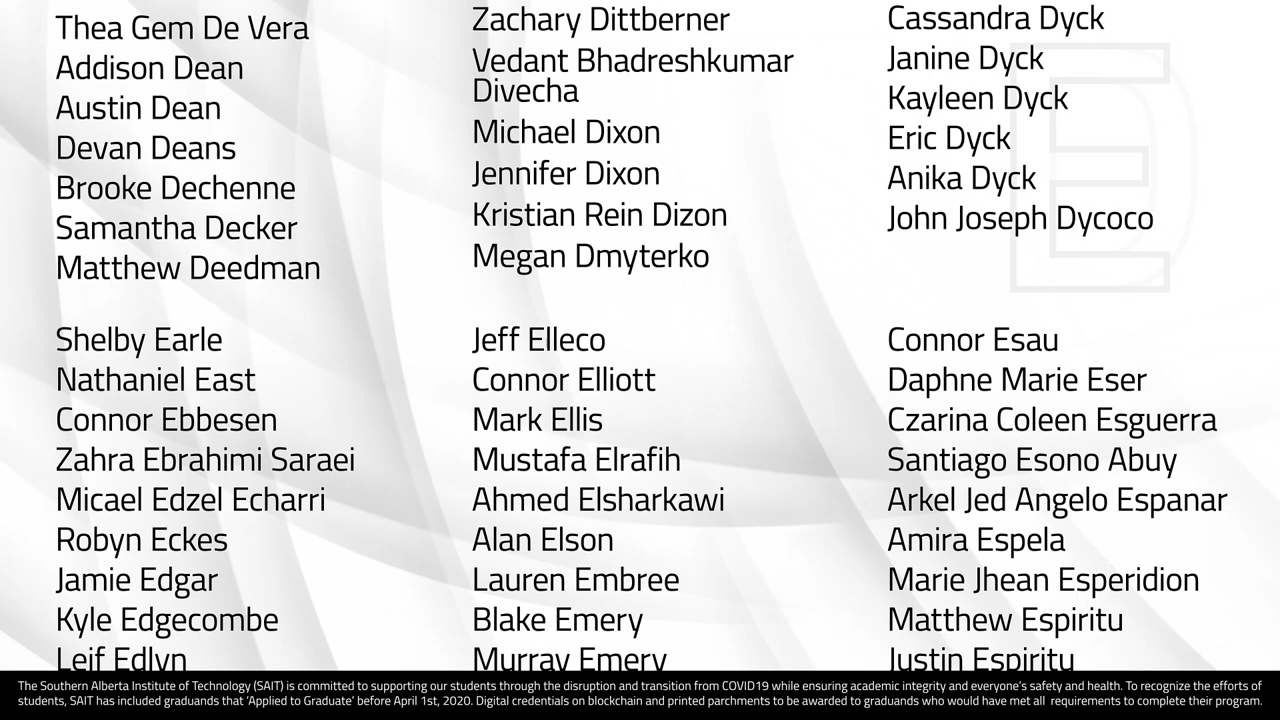 Thea Gem De Vera
Addison Dean
Austin Dean
Devan Deans
Brooke Dechenne
Samantha Decker
Matthew Deedman
Zachary Dittberner
Vedant Bhadreshkumar
Divecha
Michael Dixon
Jennifer Dixon
Kristian Rein Dizon
Megan Dmyterko
Cassandra Dyck
Janine Dyck
Kayleen Dyck
Eric Dyck
Anika Dyck
John Joseph Dycoco
E
Shelby Earle
Nathaniel East
Connor Ebbesen
Zahra Ebrahimi Saraei
Micael Edzel Echarri
Robyn Eckes
Jamie Edgar
Kyle Edgecombe
Leif Edlyn
Jeff Elleco
Connor Elliott
Mark Ellis
Mustafa Elrafih
Ahmed Elsharkawi
Alan Elson
Lauren Embree
Blake Emery
Murray Emery
Connor Esau
Daphne Marie Eser
Czarina Coleen Esguerra
Santiago Esono Abuy
Arkel Jed Angelo Espanar
Amira Espela
Marie Jhean Esperidion
Matthew Espiritu
Justin Espiritu
The Southern Alberta Institute of Technology (SAIT) is committed to supporting our students through the disruption and transition from COVID19 while ensuring academic integrity and everyone's safety and health. To recognize the efforts of
students, SAIT has included graduands that 'Applied to Graduate' before April 1st, 2020. Digital credentials on blockchain and printed parchments to be awarded to graduands who would have met all requirements to complete their program.